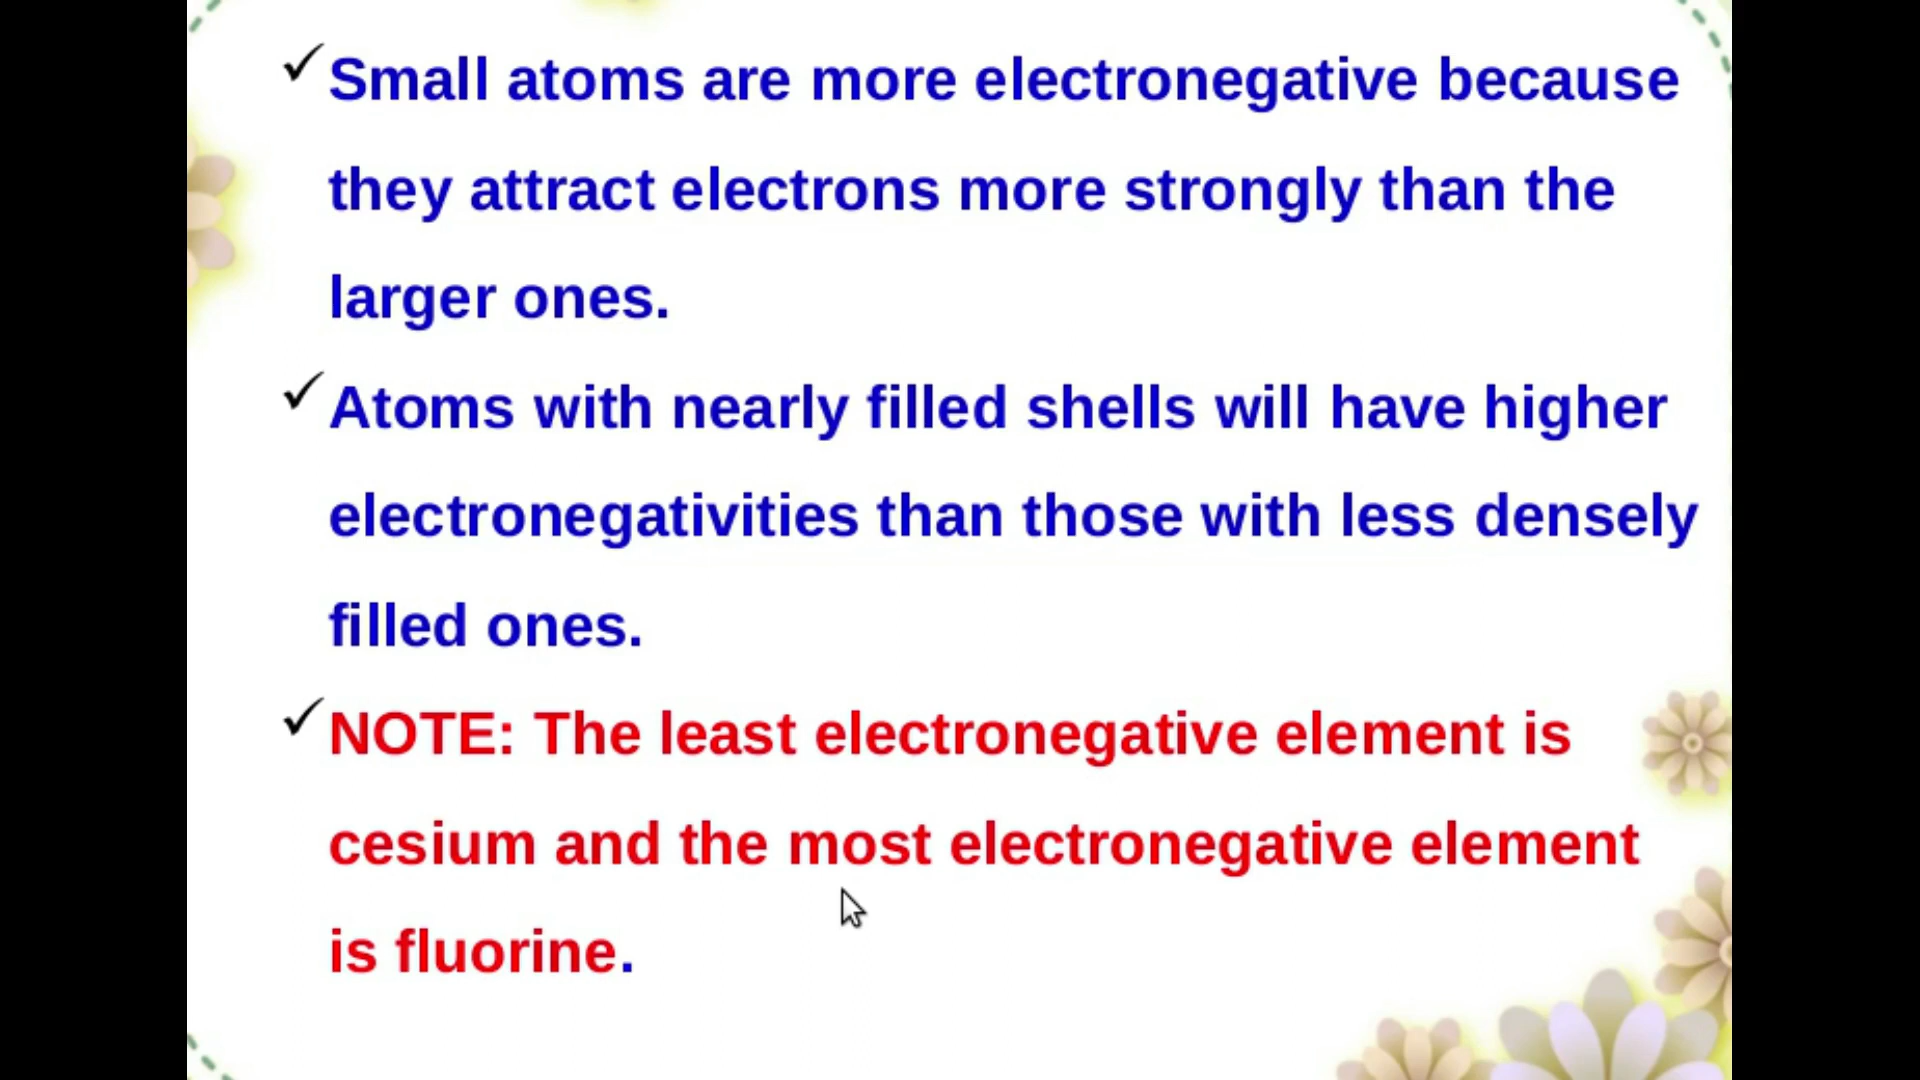 ✓Small atoms are more electronegative because
they attract electrons more strongly than the
larger ones.
✓Atoms with nearly filled shells will have higher
electronegativities than those with less densely
filled ones.
✓NOTE: The least electronegative element is
cesium and the most electronegative element
is fluorine.